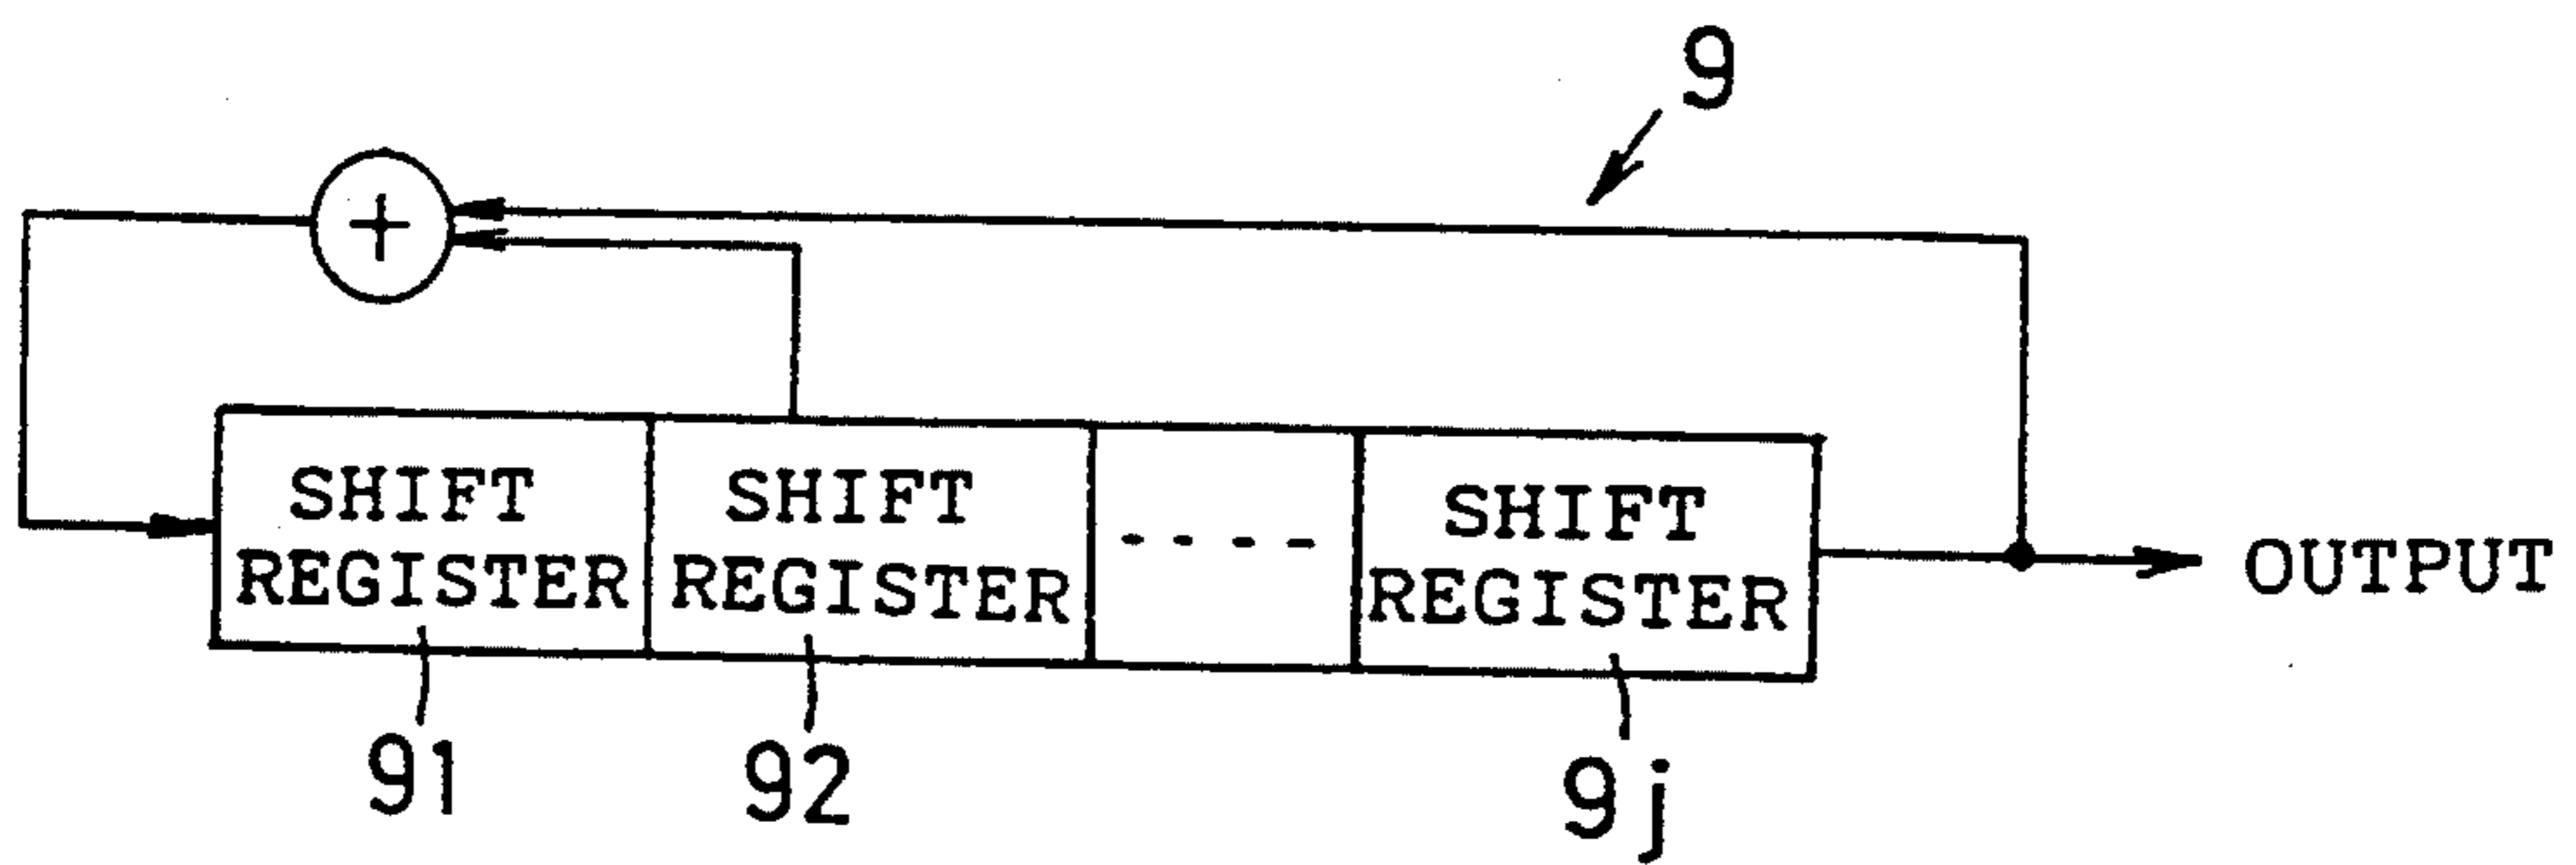 9
+
SHIFT
REGISTER
SHIFT
REGISTER
- - - -
SHIFT
REGISTER
OUTPUT
91
92
9j